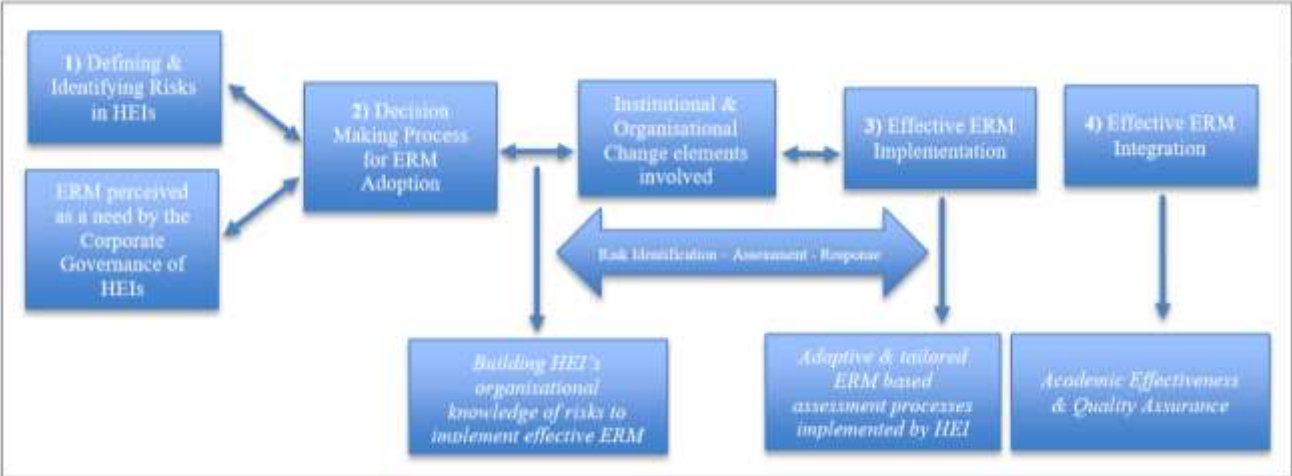 1) Defining &
Identifying Risks
in HEIs
ERM perceived
as a need by the
Corporate
Governance of
HEIs
2) Decision
Making Process
for ERM
Adoption
Institutional &
Organisational
Change elements
involved
3) Effective ERM
Implementation
4) Effective ERM
Integration
Risk Identification – Assessment - Response
Building HEI's
organisational
knowledge of risks to
implement effective ERM
Adaptive & tailored
ERM based
assessment processes
implemented by HEI
Academic Effectiveness
& Quality Assurance